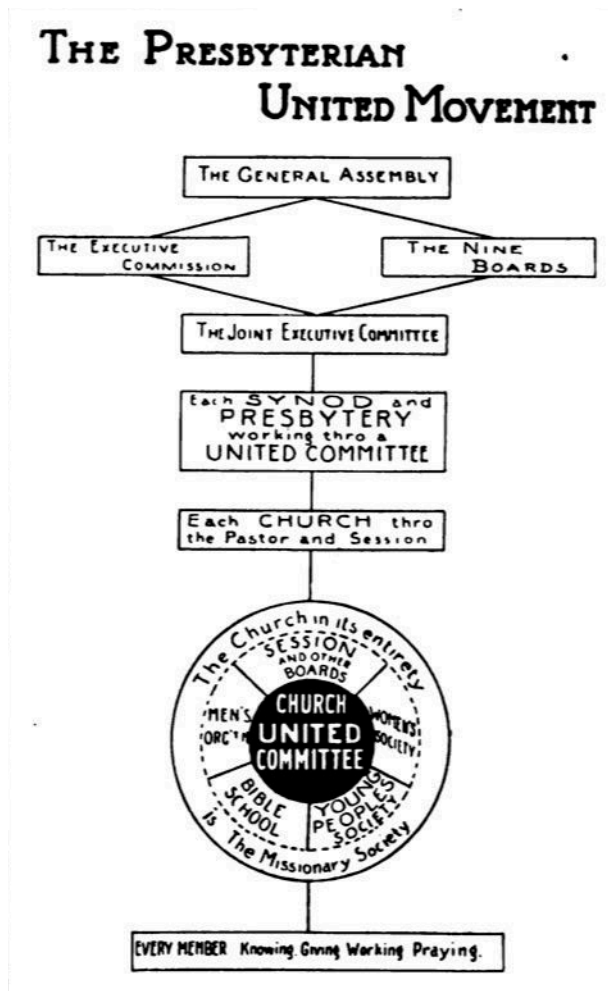 THE PRESBYTERIAN
UNITED MOVEMENT
THE GENERAL ASSEMBLY
THE EXECUTIVE
COMMISSION
THE NINE
BOARDS
THE JOINT EXECUTIVE COMMITTEE
Each SYNOD and
PRESBYTERY
working thro a
UNITED COMMITTEE
Each CHURCH thro
the Pastor and Session
The Church in its entirety
SESSION
AND OTHER
BOARDS
MEN'S
ORG'T'N
CHURCH
UNITED
COMMITTEE
WOMEN'S
SOCIETY
BIBLE
SCHOOL
YOUNG
PEOPLES
SOCIETY
is The Missionary Society
EVERY MEMBER Knowing. Giving Working Praying.